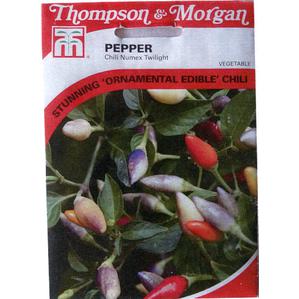 Thompson & Morgan
®
PEPPER
Chili Numex Twilight
VEGETABLE
STUNNING 'ORNAMENTAL EDIBLE' CHILI